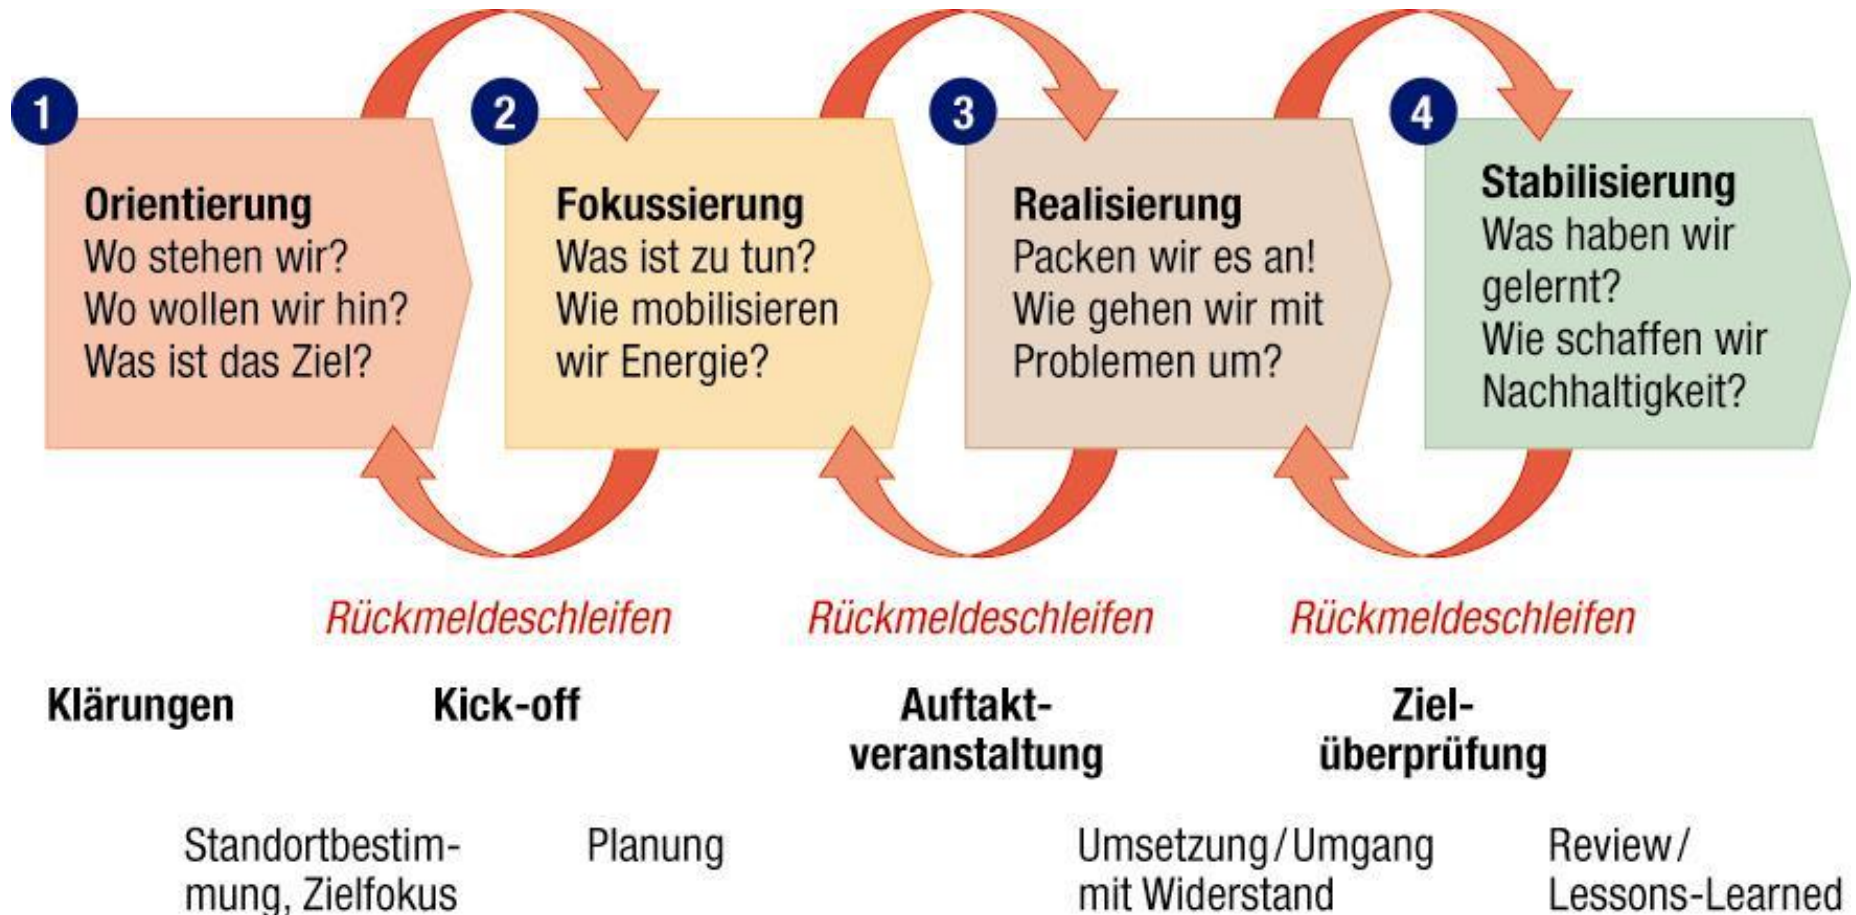 1
Orientierung
Wo stehen wir?
Wo wollen wir hin?
Was ist das Ziel?
2
Fokussierung
Was ist zu tun?
Wie mobilisieren
wir Energie?
3
Realisierung
Packen wir es an!
Wie gehen wir mit
Problemen um?
4
Stabilisierung
Was haben wir
gelernt?
Wie schaffen wir
Nachhaltigkeit?
Rückmeldeschleifen
Rückmeldeschleifen
Rückmeldeschleifen
Klärungen
Kick-off
Auftakt-
veranstaltung
Ziel-
überprüfung
Standortbestim-
mung, Zielfokus
Planung
Umsetzung/Umgang
mit Widerstand
Review/
Lessons-Learned